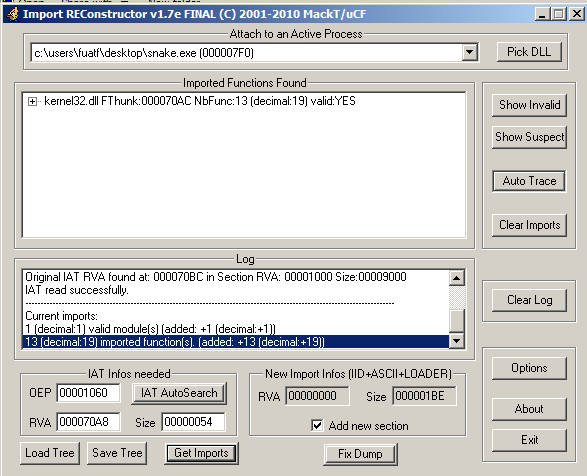 Import REConstructor v1.7e FINAL (C) 2001-2010 MackT/uCF
Attach to an Active Process
c:\users\fuatf\desktop\snake.exe (000007F0)
Pick DLL
Imported Functions Found
kernel32.dll FThunk:000070AC NbFunc:13 (decimal:19) valid:YES
Show Invalid
Show Suspect
Auto Trace
Clear Imports
Log
Original IAT RVA found at: 000070BC in Section RVA: 00001000 Size:00009000
IAT read successfully.
------------------------------------------------------------------------------------------------------------------------
Current imports:
1 (decimal:1) valid module(s) (added: +1 (decimal:+1))
13 (decimal:19) imported function(s). (added: +13 (decimal:+19))
Clear Log
IAT Infos needed
OEP 00001060 IAT AutoSearch
RVA 000070A8 Size 00000054
New Import Infos (IID+ASCII+LOADER)
RVA 00000000 Size 000001BE
Add new section
Options
About
Exit
Load Tree Save Tree Get Imports Fix Dump